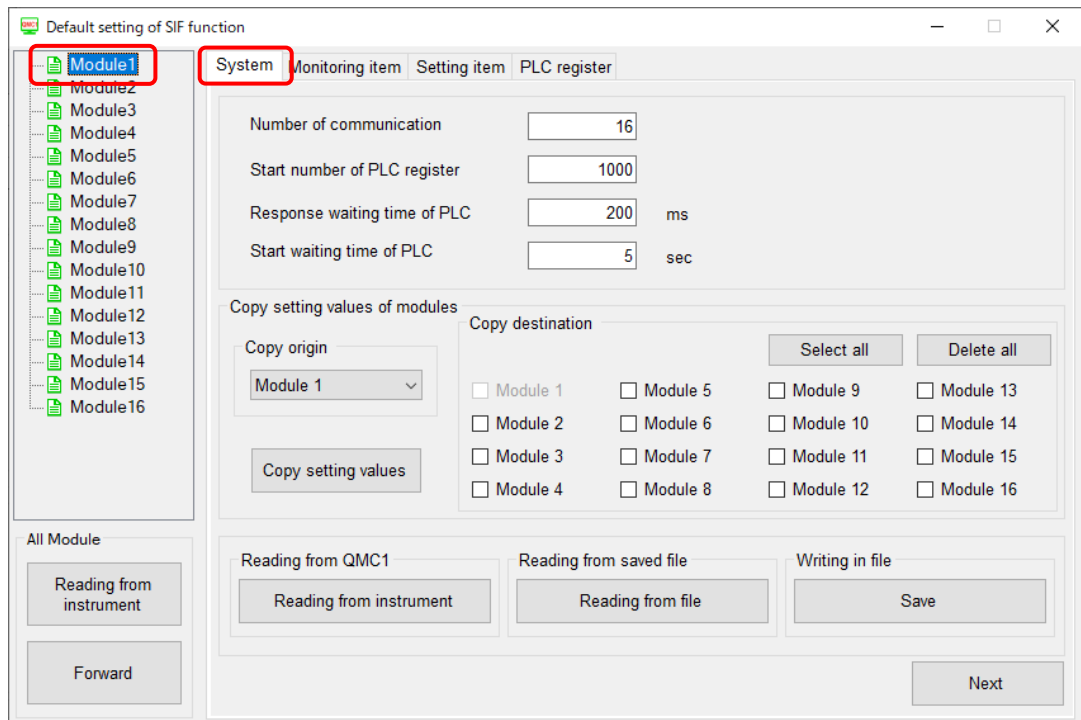 QMC1
Default setting of SIF function
Module1
Module2
Module3
Module4
Module5
Module6
Module7
Module8
Module9
Module10
Module11
Module12
Module13
Module14
Module15
Module16
All Module
Reading from
instrument
Forward
System Monitoring item Setting item PLC register
Number of communication 16
Start number of PLC register 1000
Response waiting time of PLC 200 ms
Start waiting time of PLC 5 sec
Copy setting values of modules
Copy origin
Module 1
Copy setting values
Copy destination
Select all Delete all
Module 1 Module 5 Module 9 Module 13
Module 2 Module 6 Module 10 Module 14
Module 3 Module 7 Module 11 Module 15
Module 4 Module 8 Module 12 Module 16
Reading from QMC1 Reading from saved file Writing in file
Reading from instrument Reading from file Save
Next